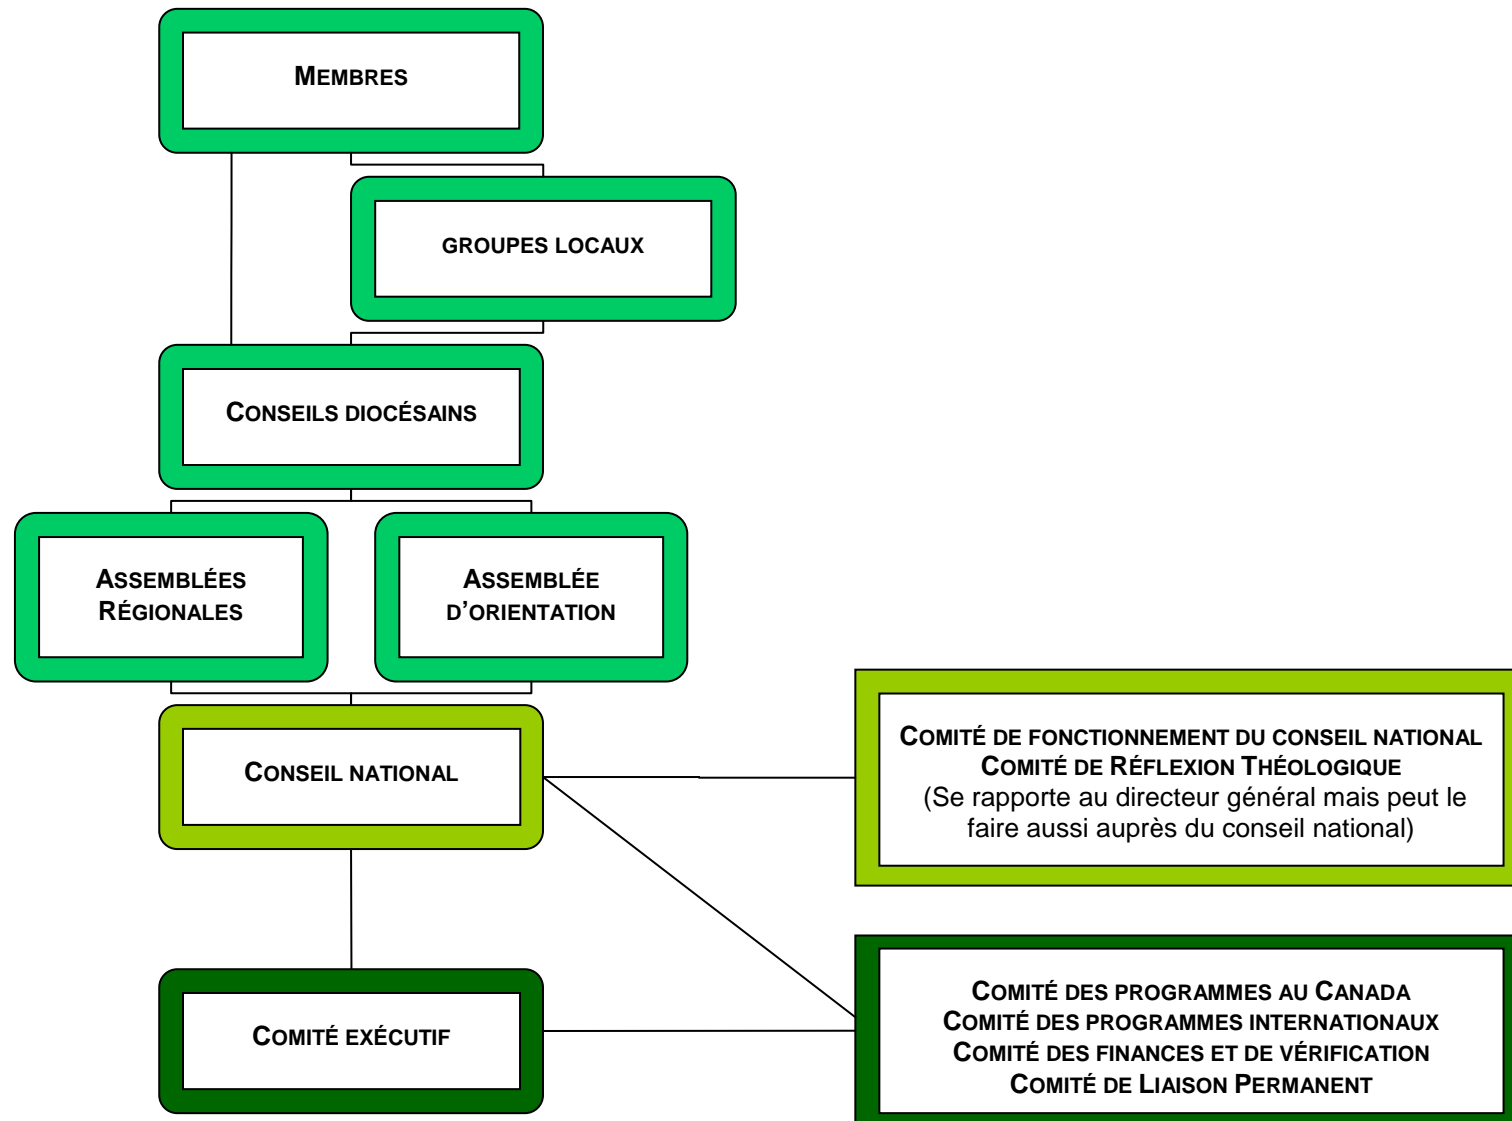 MEMBRES
GROUPES LOCAUX
CONSEILS DIOCÉSAINS
ASSEMBLÉES
RÉGIONALES
ASSEMBLÉE
D’ORIENTATION
CONSEIL NATIONAL
COMITÉ DE FONCTIONNEMENT DU CONSEIL NATIONAL
COMITÉ DE RÉFLEXION THÉOLOGIQUE
(Se rapporte au directeur général mais peut le
faire aussi auprès du conseil national)
COMITÉ EXÉCUTIF
COMITÉ DES PROGRAMMES AU CANADA
COMITÉ DES PROGRAMMES INTERNATIONAUX
COMITÉ DES FINANCES ET DE VÉRIFICATION
COMITÉ DE LIAISON PERMANENT